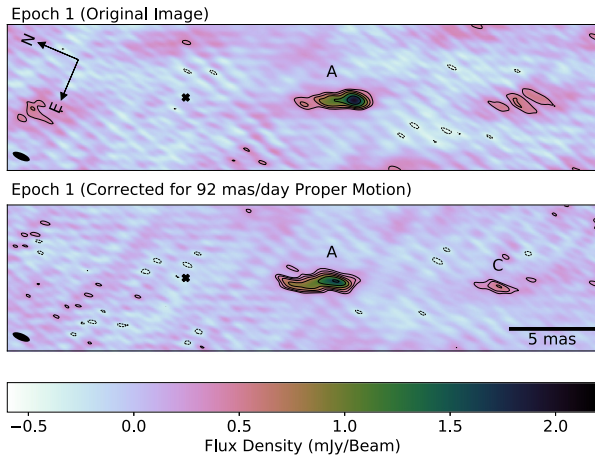 Epoch 1 (Original Image)
N
E
A
Epoch 1 (Corrected for 92 mas/day Proper Motion)
A
C
5 mas
−0.5 0.0 0.5 1.0 1.5 2.0
Flux Density (mJy/Beam)